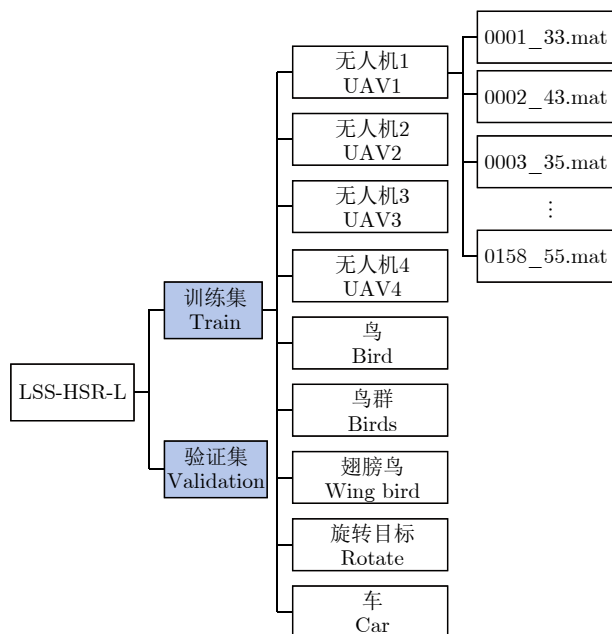 LSS-HSR-L
训练集
Train
验证集
Validation
无人机1
UAV1
无人机2
UAV2
无人机3
UAV3
无人机4
UAV4
鸟
Bird
鸟群
Birds
翅膀鸟
Wing bird
旋转目标
Rotate
车
Car
0001_33.mat
0002_43.mat
0003_35.mat
⋮
0158_55.mat